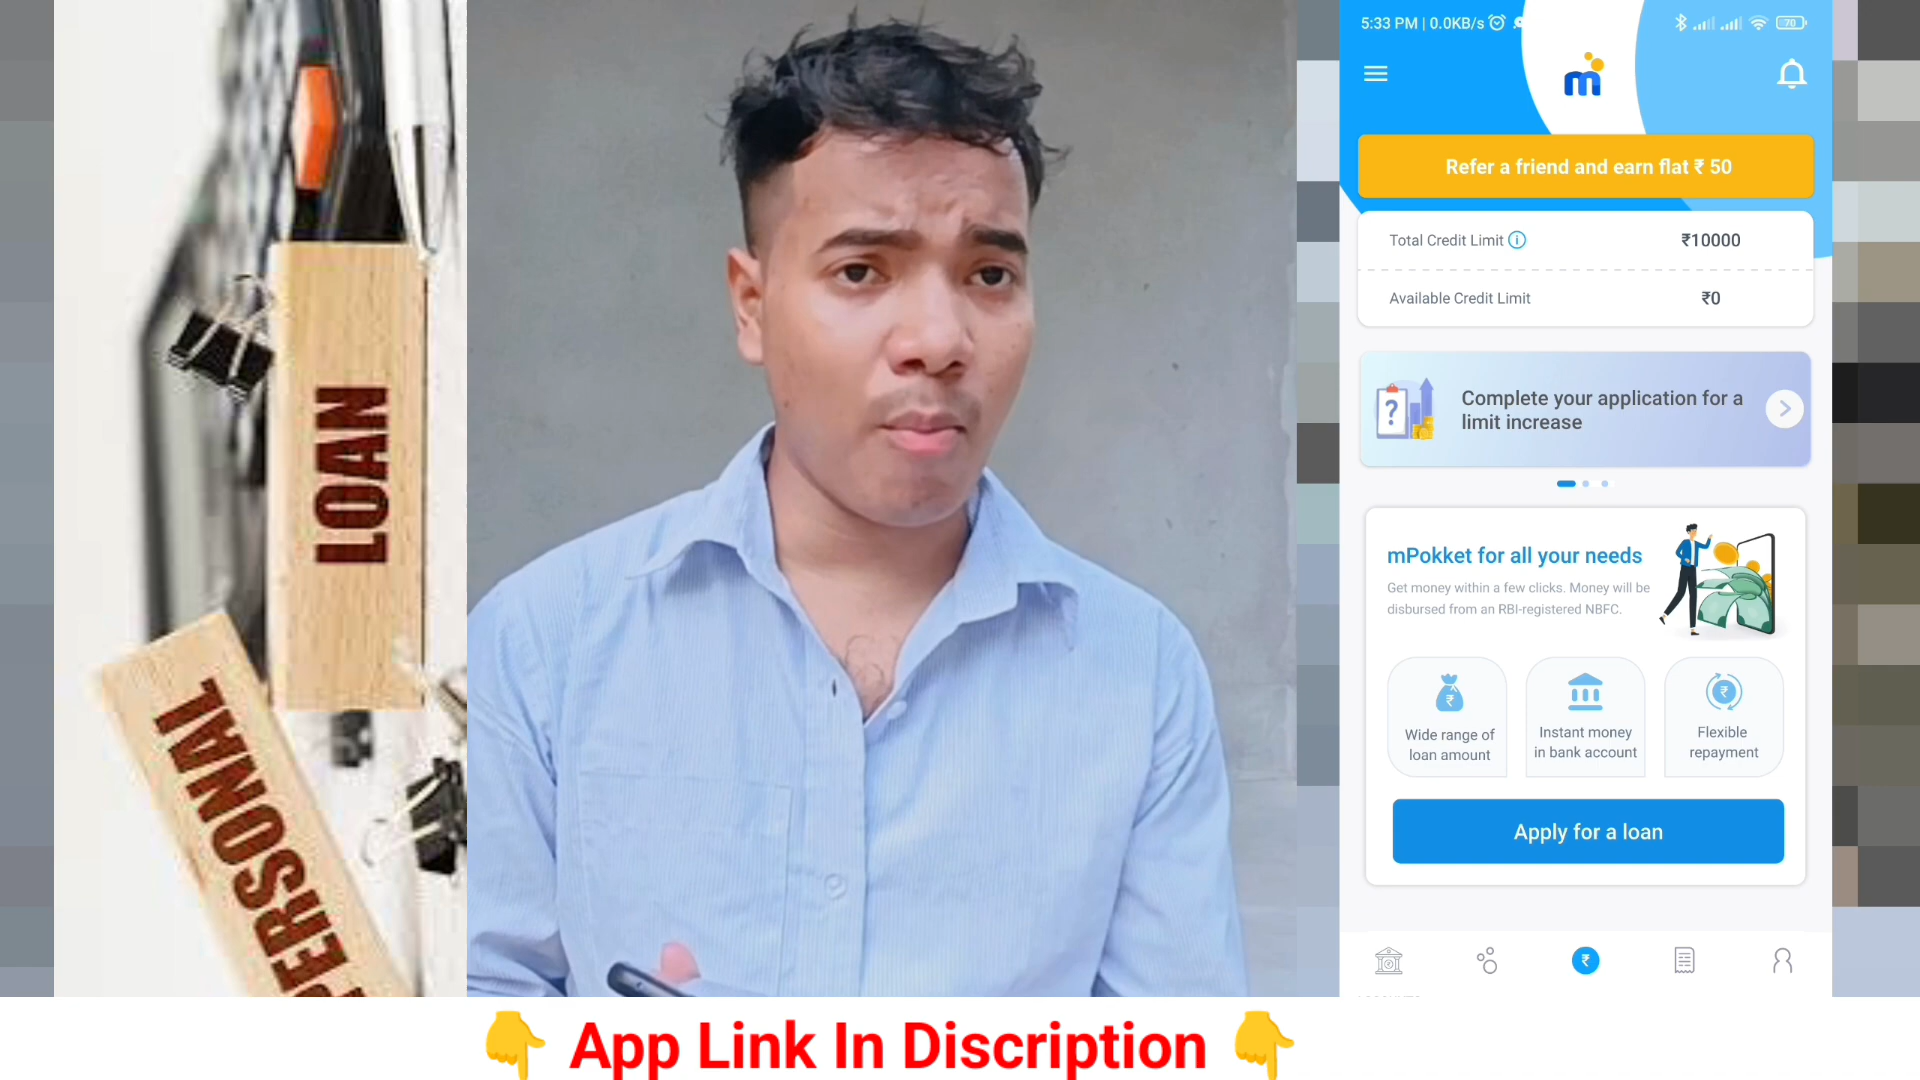 LOAN
PERSONAL
5:33 PM | 0.0KB/s
70
m
Refer a friend and earn flat ₹ 50
Total Credit Limit
₹10000
Available Credit Limit
₹0
Complete your application for a
limit increase
mPokket for all your needs
Get money within a few clicks. Money will be
disbursed from an RBI-registered NBFC.
Wide range of
loan amount
Instant money
in bank account
Flexible
repayment
Apply for a loan
👇 App Link In Discription 👇